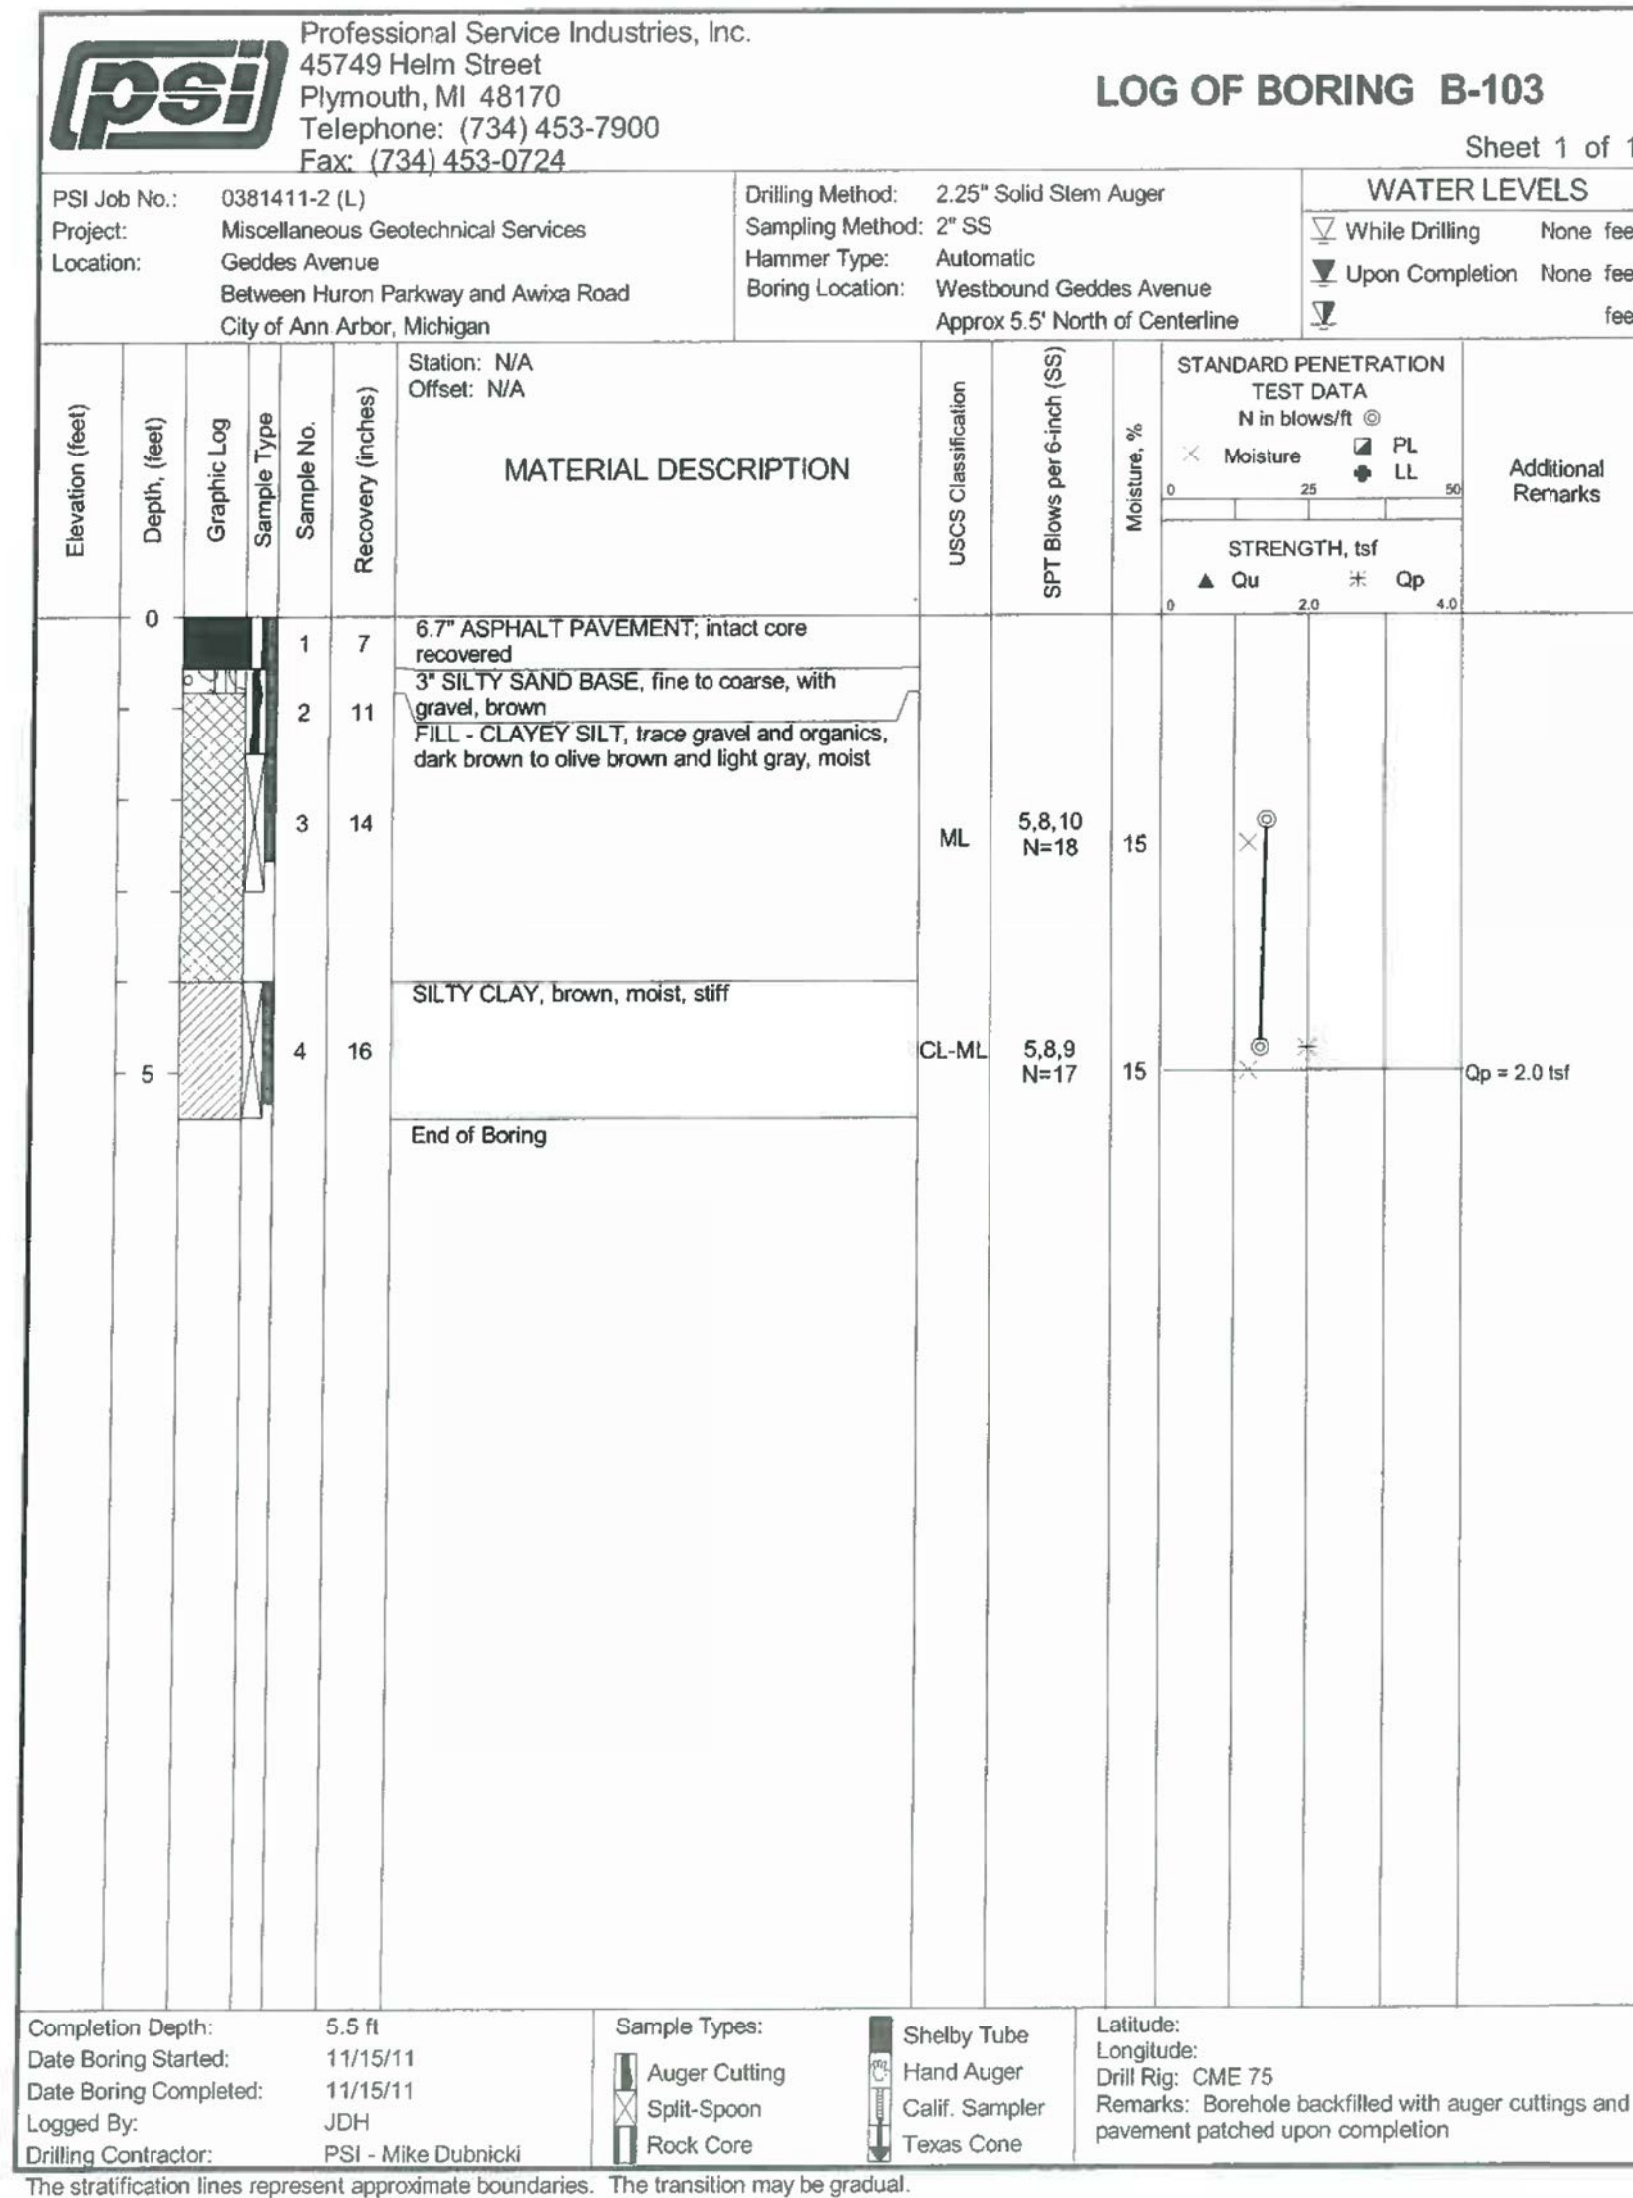 psi
Professional Service Industries, Inc.
45749 Helm Street
Plymouth, MI 48170
Telephone: (734) 453-7900
Fax: (734) 453-0724
LOG OF BORING B-103
Sheet 1 of 1
PSI Job No.: 0381411-2 (L)
Project: Miscellaneous Geotechnical Services
Location: Geddes Avenue
Between Huron Parkway and Awixa Road
City of Ann Arbor, Michigan
Drilling Method: 2.25" Solid Stem Auger
Sampling Method: 2" SS
Hammer Type: Automatic
Boring Location: Westbound Geddes Avenue
Approx 5.5' North of Centerline
WATER LEVELS
While Drilling None fee
Upon Completion None fee
fee
Elevation (feet)
Depth, (feet)
Graphic Log
Sample Type
Sample No.
Recovery (inches)
Station: N/A
Offset: N/A
MATERIAL DESCRIPTION
USCS Classification
SPT Blows per 6-inch (SS)
Moisture, %
STANDARD PENETRATION
TEST DATA
N in blows/ft
Moisture PL
LL
0 25 50
STRENGTH, tsf
Qu Qp
0 2.0 4.0
Additional
Remarks
0
1 7 6.7" ASPHALT PAVEMENT; intact core
recovered
3" SILTY SAND BASE, fine to coarse, with
2 11 gravel, brown
FILL - CLAYEY SILT, trace gravel and organics,
dark brown to olive brown and light gray, moist
3 14 ML 5,8,10
N=18 15
SILTY CLAY, brown, moist, stiff
4 16 CL-ML 5,8,9
5 N=17 15 Qp = 2.0 tsf
End of Boring
Completion Depth: 5.5 ft
Date Boring Started: 11/15/11
Date Boring Completed: 11/15/11
Logged By: JDH
Drilling Contractor: PSI - Mike Dubnicki
Sample Types:
Auger Cutting
Split-Spoon
Rock Core
Shelby Tube
Hand Auger
Calif. Sampler
Texas Cone
Latitude:
Longitude:
Drill Rig: CME 75
Remarks: Borehole backfilled with auger cuttings and
pavement patched upon completion
The stratification lines represent approximate boundaries. The transition may be gradual.